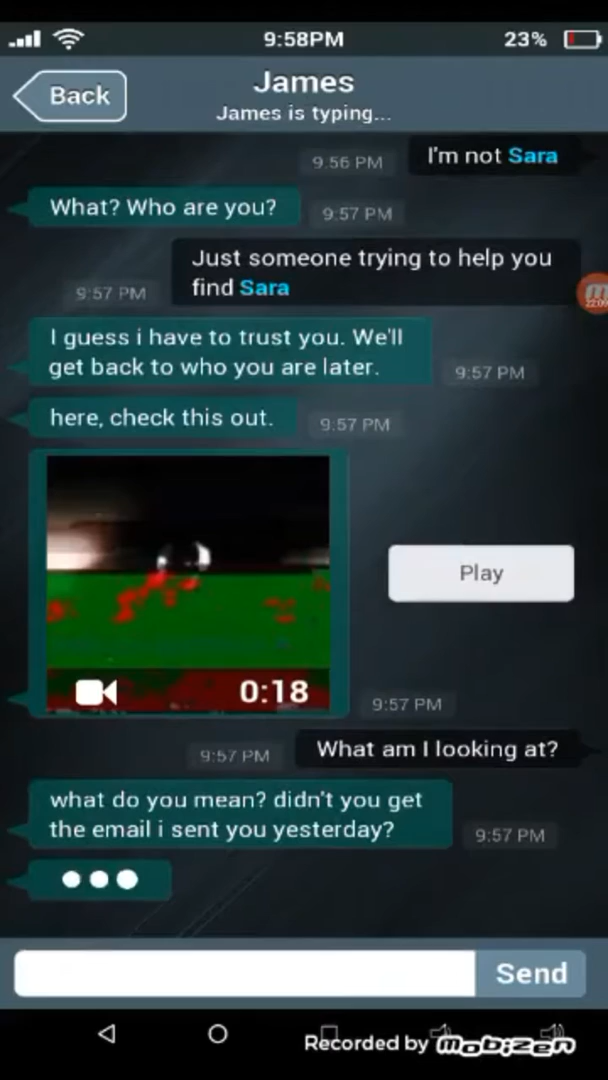 9:58PM
23%
Back
James
James is typing...
9.56 PM
I'm not Sara
What? Who are you?
9:57 PM
Just someone trying to help you
find Sara
9:57 PM
22:09
I guess i have to trust you. We'll
get back to who you are later.
9:57 PM
here, check this out.
9:57 PM
Play
0:18
9:57 PM
9:57 PM
What am I looking at?
what do you mean? didn't you get
the email i sent you yesterday?
9:57 PM
Send
Recorded by mobizen